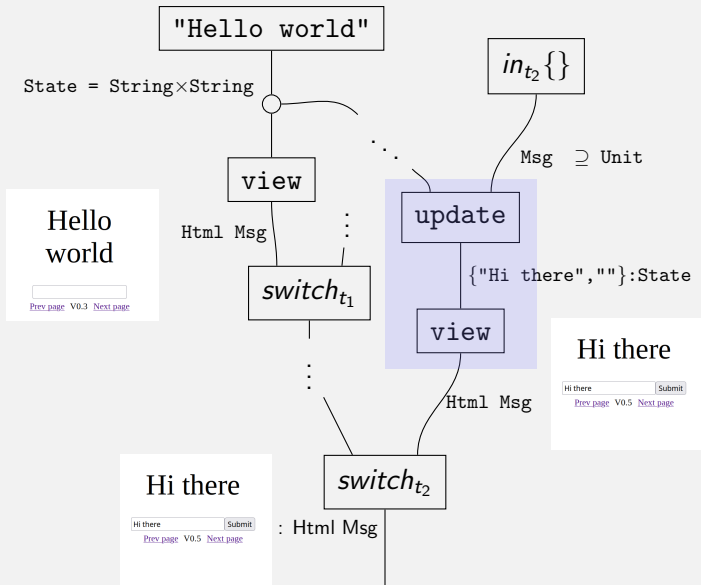 "Hello world"
in_{t_2}{}
State = String×String
Msg ⊇ Unit
view
update
Hello
world
Html Msg
{"Hi there",""}:State
switch_{t_1}
Prev page V0.3 Next page
view
Hi there
Hi there Submit
Prev page V0.5 Next page
Html Msg
switch_{t_2}
Hi there
Hi there Submit
Prev page V0.5 Next page
: Html Msg